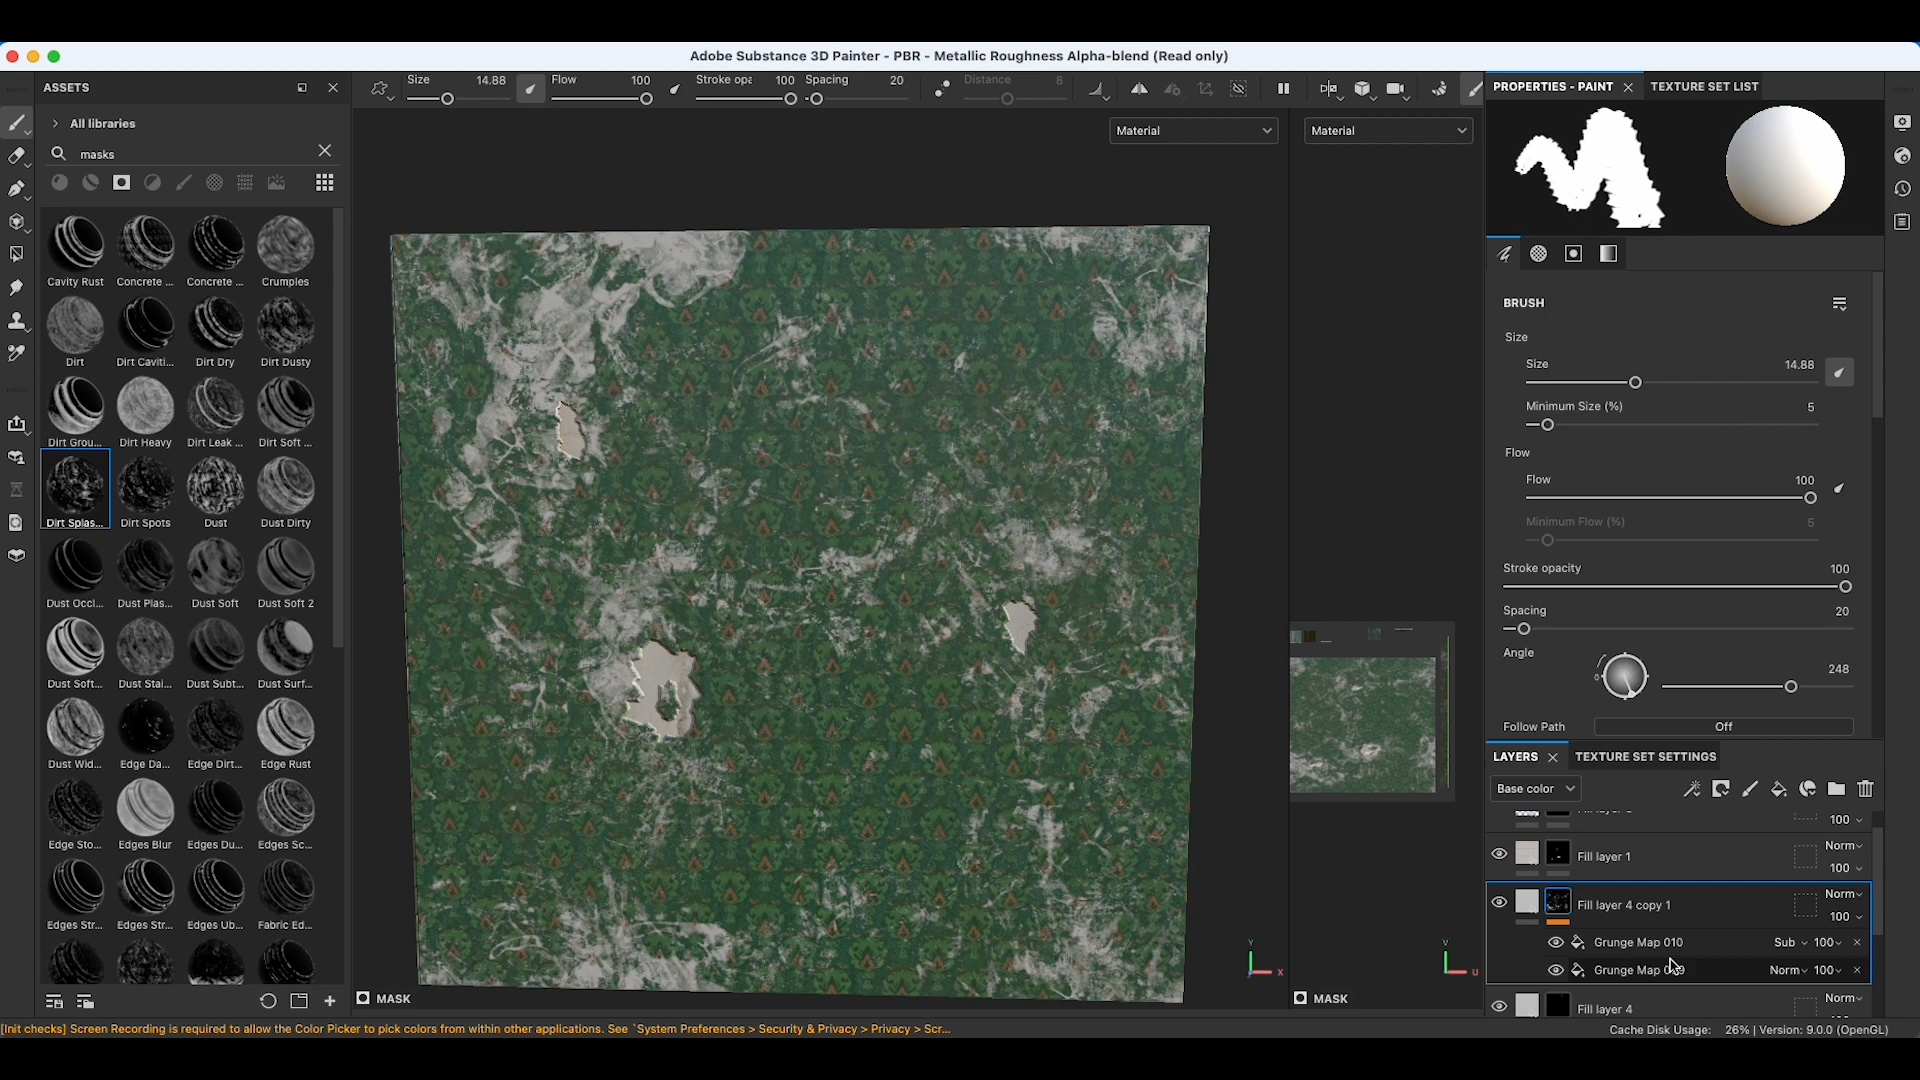 Adobe Substance 3D Painter - PBR - Metallic Roughness Alpha-blend (Read only)
ASSETS
Size 14.88
Flow 100
Stroke opa 100
Spacing 20
Distance 8
PROPERTIES - PAINT
TEXTURE SET LIST
All libraries
masks
Material
Material
Cavity Rust
Concrete ...
Concrete ...
Crumples
Dirt
Dirt Caviti...
Dirt Dry
Dirt Dusty
Dirt Grou...
Dirt Heavy
Dirt Leak ...
Dirt Soft ...
Dirt Splas...
Dirt Spots
Dust
Dust Dirty
Dust Occl...
Dust Plas...
Dust Soft
Dust Soft 2
Dust Soft...
Dust Stai...
Dust Subt...
Dust Surf...
Dust Wid...
Edge Da...
Edge Dirt...
Edge Rust
Edge Sto...
Edges Blur
Edges Du...
Edges Sc...
Edges Str...
Edges Str...
Edges Ub...
Fabric Ed...
BRUSH
Size
Size 14.88
Minimum Size (%) 5
Flow
Flow 100
Minimum Flow (%) 5
Stroke opacity 100
Spacing 20
Angle
0
248
Follow Path Off
LAYERS
TEXTURE SET SETTINGS
Base color
100
Fill layer 1
Norm
100
Fill layer 4 copy 1
Norm
100
Grunge Map 010 Sub 100
Grunge Map Norm 100
Fill layer 4
Norm
Y
X
V
U
MASK
MASK
[Init checks] Screen Recording is required to allow the Color Picker to pick colors from within other applications. See `System Preferences > Security & Privacy > Privacy > Scr...
Cache Disk Usage: 26% | Version: 9.0.0 (OpenGL)